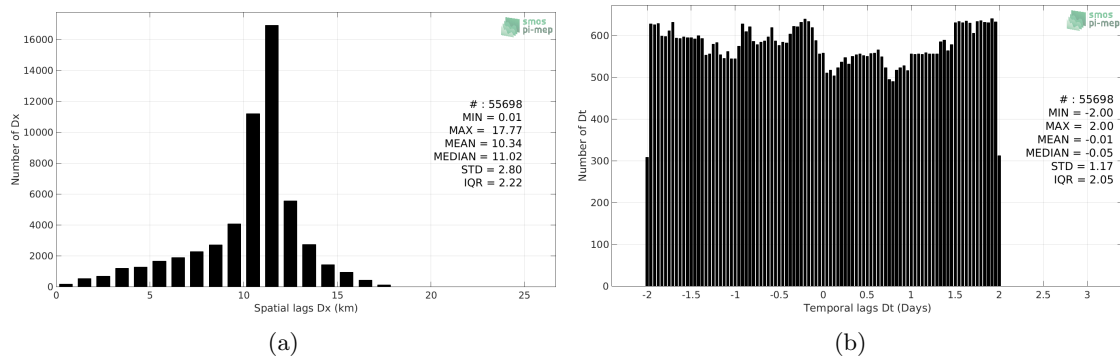 smos
pi-mep
16000
14000
12000
10000
8000
6000
4000
2000
0
Number of Dx
# : 55698
MIN = 0.01
MAX = 17.77
MEAN = 10.34
MEDIAN = 11.02
STD = 2.80
IQR = 2.22
0 5 10 15 20 25
Spatial lags Dx (km)
(a)
smos
pi-mep
600
500
400
300
200
100
0
Number of Dt
# : 55698
MIN = -2.00
MAX = 2.00
MEAN = -0.01
MEDIAN = -0.05
STD = 1.17
IQR = 2.05
-2 -1.5 -1 -0.5 0 0.5 1 1.5 2 2.5 3
Temporal lags Dt (Days)
(b)